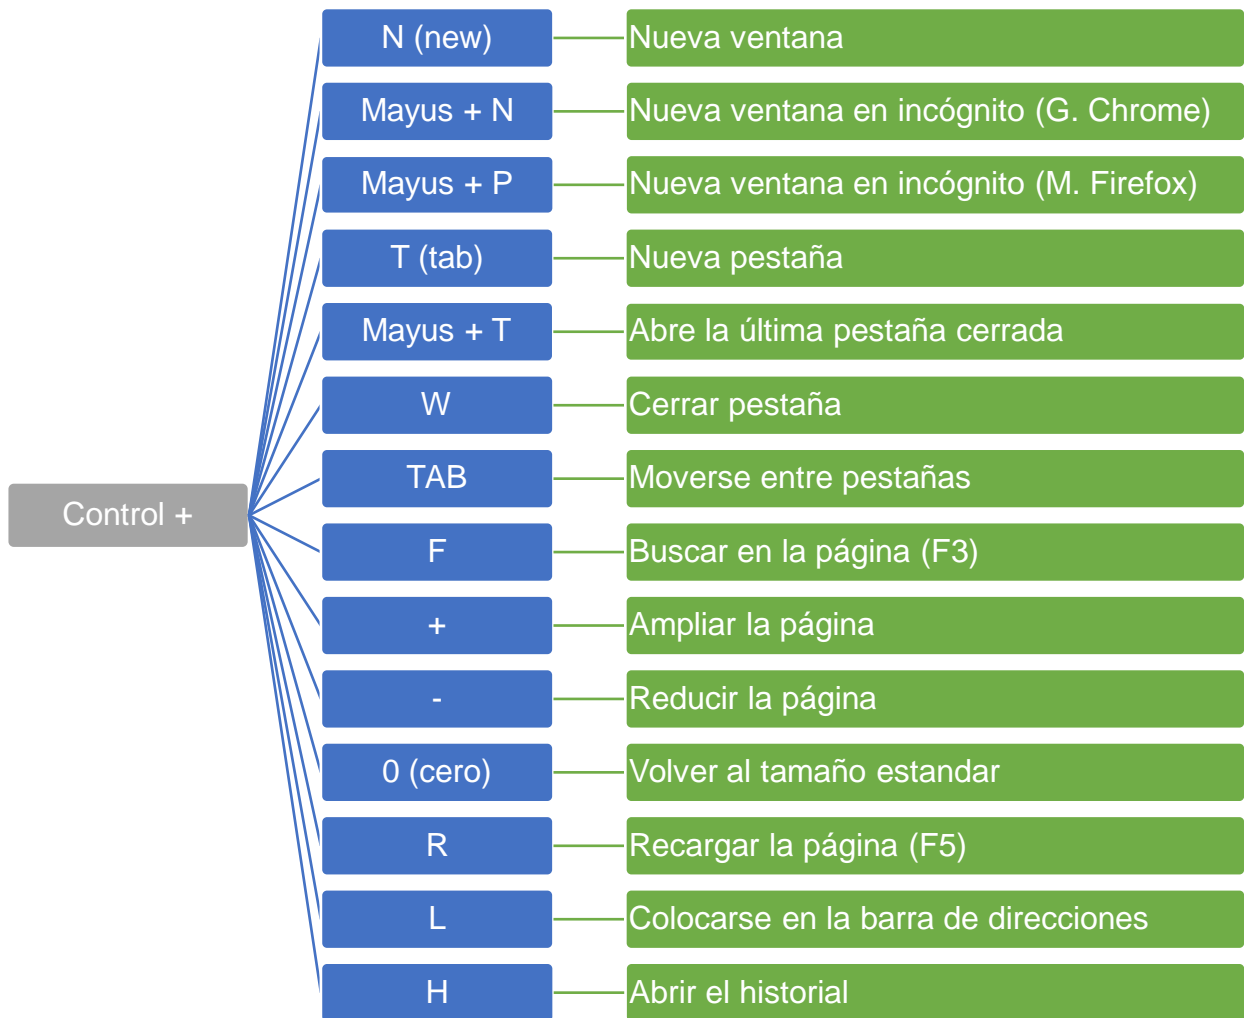 N (new) Nueva ventana
Mayus + N Nueva ventana en incógnito (G. Chrome)
Mayus + P Nueva ventana en incógnito (M. Firefox)
T (tab) Nueva pestaña
Mayus + T Abre la última pestaña cerrada
W Cerrar pestaña
TAB Moverse entre pestañas
Control +
F Buscar en la página (F3)
+ Ampliar la página
- Reducir la página
0 (cero) Volver al tamaño estandar
R Recargar la página (F5)
L Colocarse en la barra de direcciones
H Abrir el historial